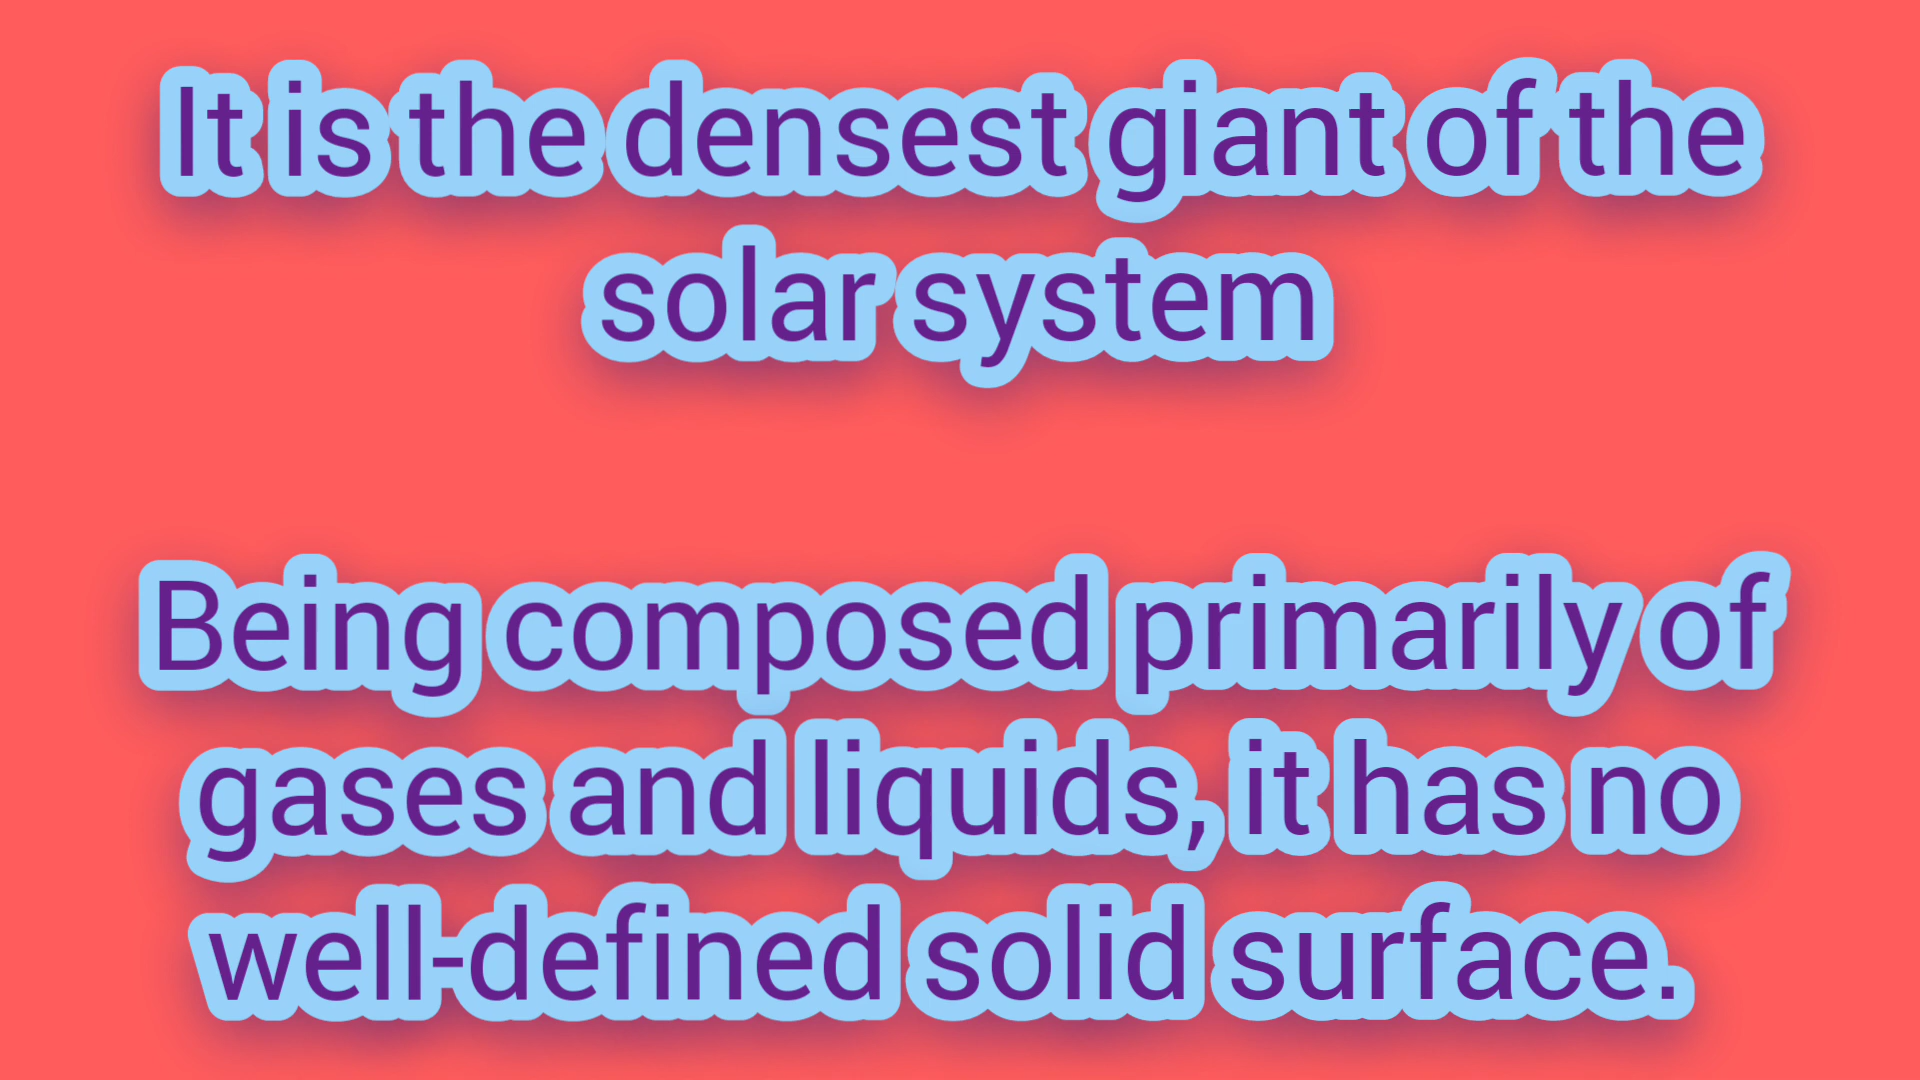 It is the densest giant of the
solar system
Being composed primarily of
gases and liquids, it has no
well-defined solid surface.